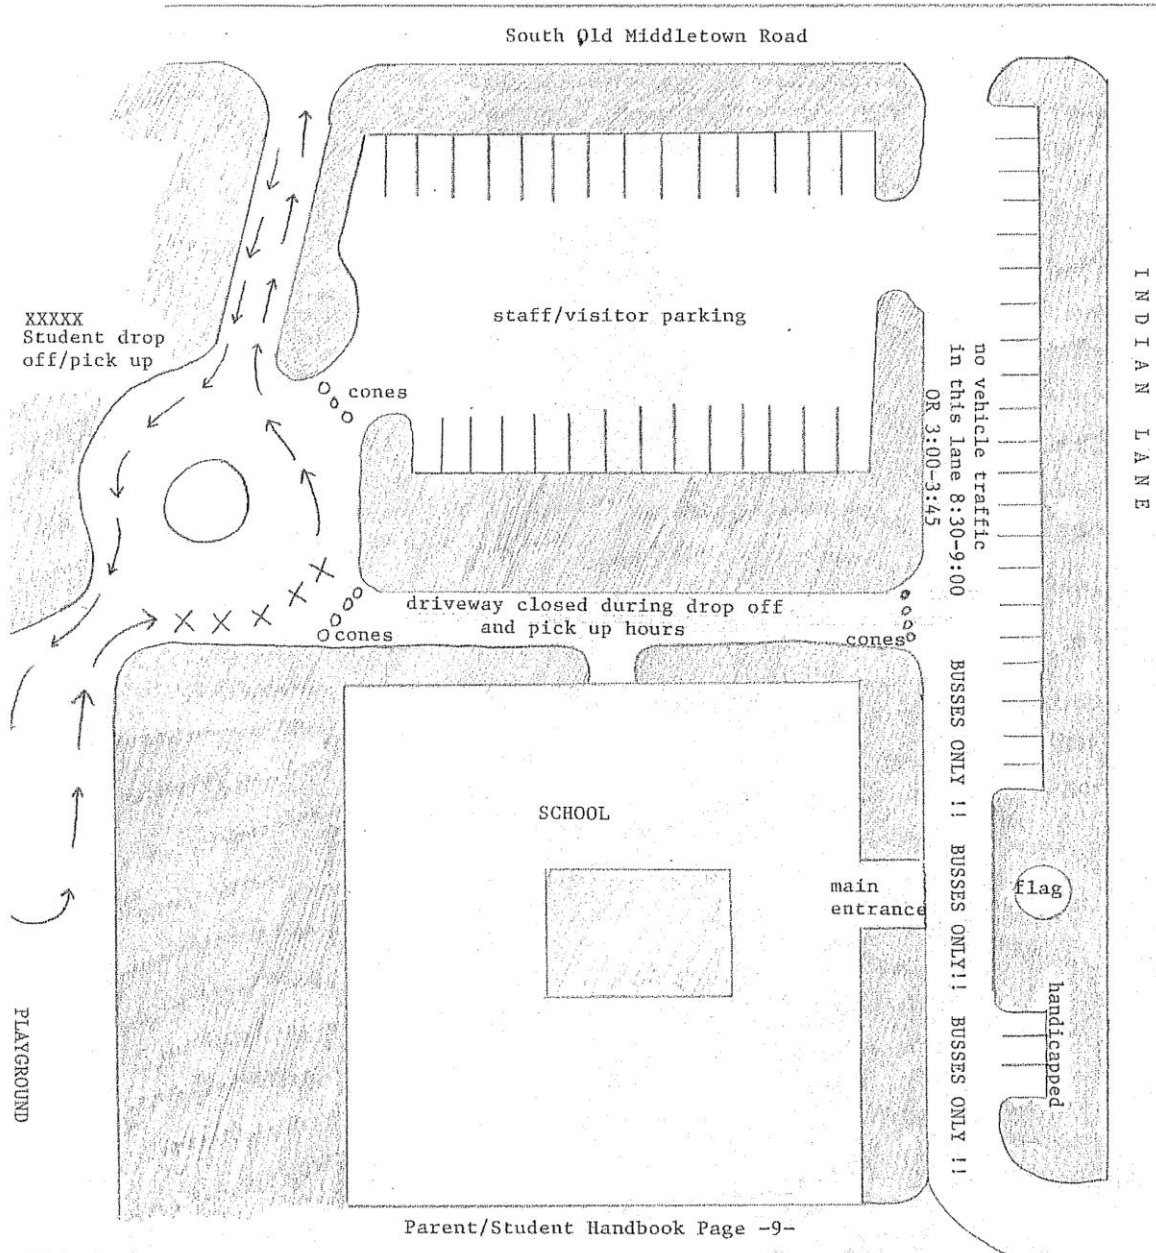 South Old Middletown Road
XXXXX
Student drop
off/pick up
staff/visitor parking
cones
no vehicle traffic
in this lane 8:30-9:00
OR 3:00-3:45
INDIAN LANE
driveway closed during drop off
and pick up hours
cones
cones
BUSSES ONLY !! BUSSES ONLY!! BUSSES ONLY !!
SCHOOL
main
entrance
flag
handicapped
PLAYGROUND
Parent/Student Handbook Page -9-